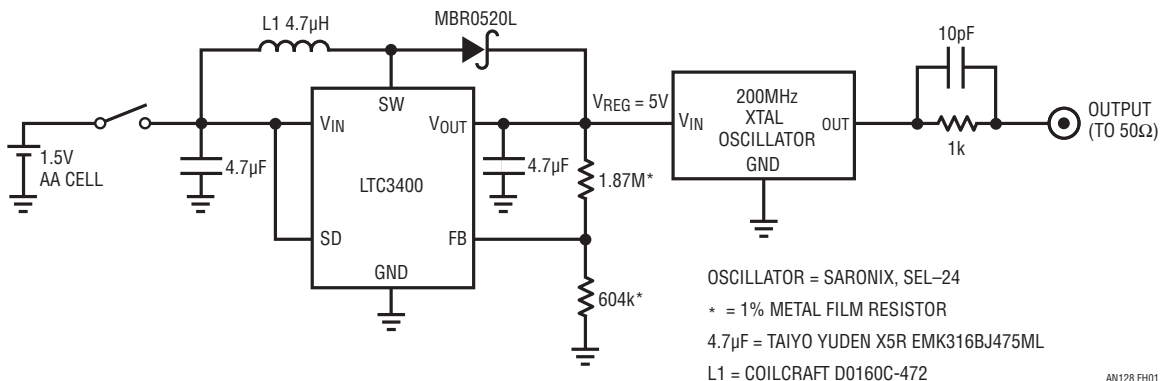 L1 4.7µH
MBR0520L
10pF
SW
V_REG = 5V
200MHz
XTAL
OSCILLATOR
V_IN
OUT
GND
OUTPUT
(TO 50Ω)
1k
V_IN
V_OUT
1.5V
AA CELL
4.7µF
LTC3400
4.7µF
1.87M*
SD
FB
GND
604k*
OSCILLATOR = SARONIX, SEL–24
* = 1% METAL FILM RESISTOR
4.7µF = TAIYO YUDEN X5R EMK316BJ475ML
L1 = COILCRAFT D0160C-472
AN128 FH01